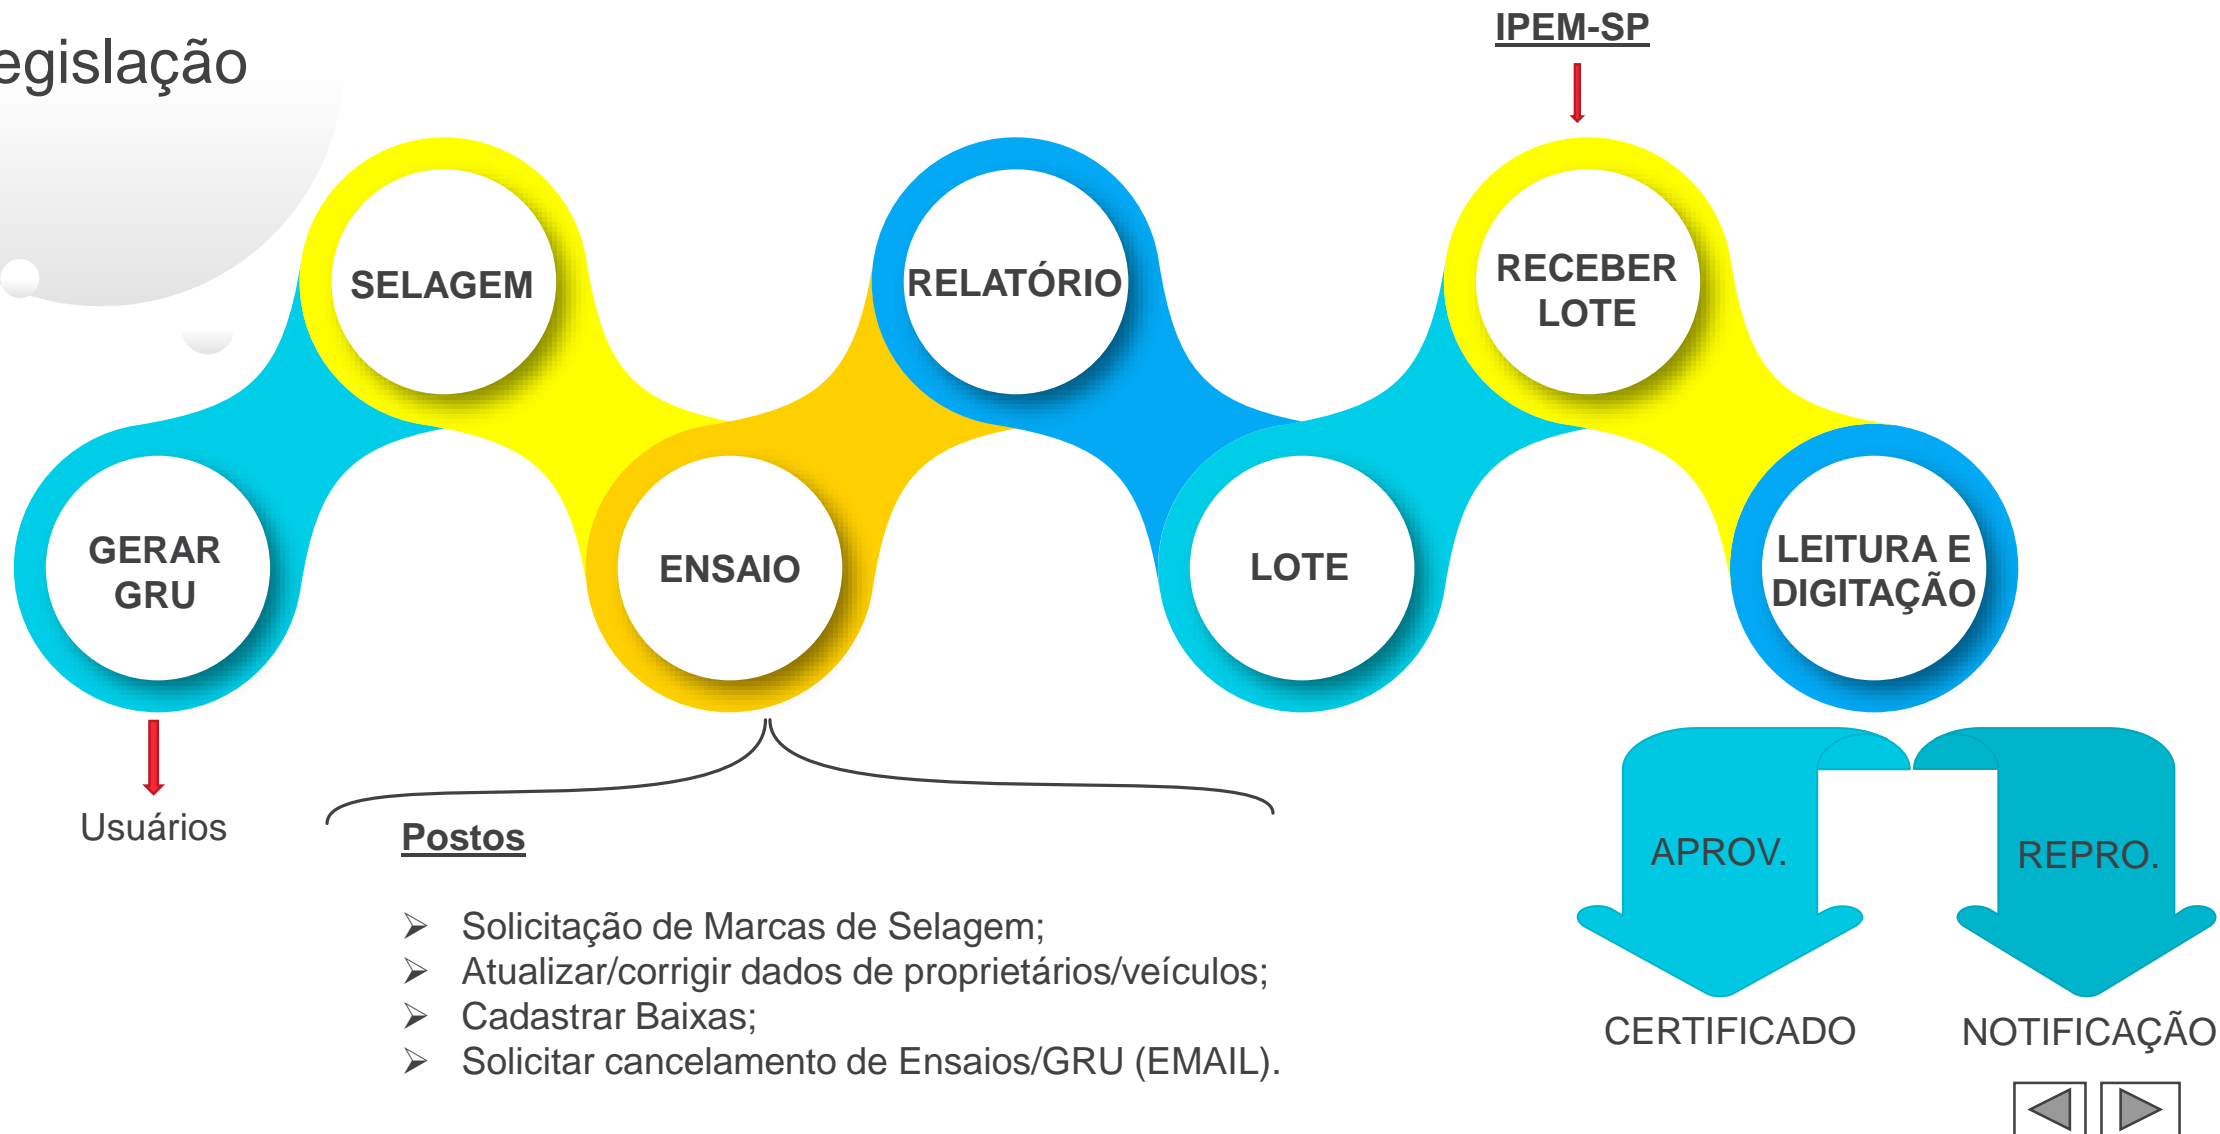 egislação
IPEM-SP
SELAGEM
RELATÓRIO
RECEBER
LOTE
GERAR
GRU
ENSAIO
LOTE
LEITURA E
DIGITAÇÃO
Usuários
Postos
➢ Solicitação de Marcas de Selagem;
➢ Atualizar/corrigir dados de proprietários/veículos;
➢ Cadastrar Baixas;
➢ Solicitar cancelamento de Ensaios/GRU (EMAIL).
APROV.
REPRO.
CERTIFICADO
NOTIFICAÇÃO